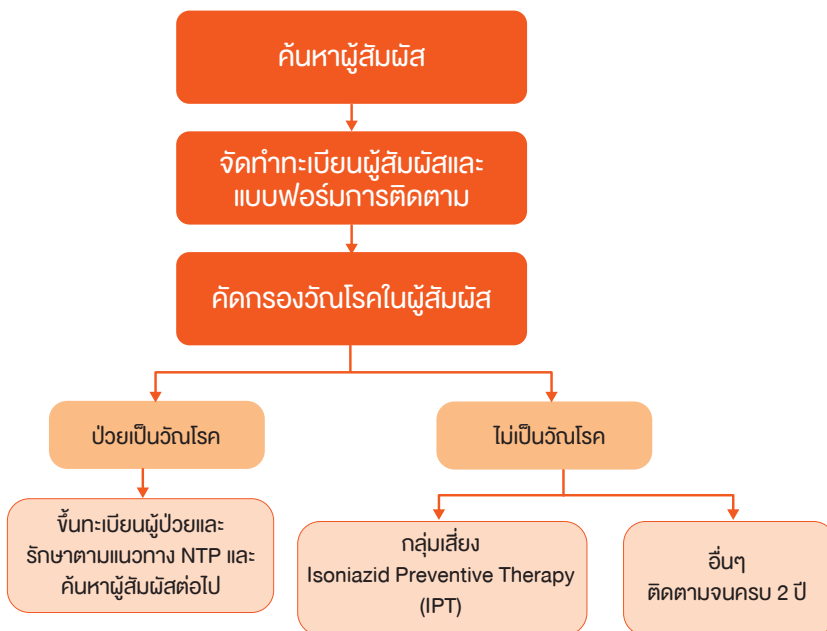 ค้นหาผู้สัมผัส
จัดทำทะเบียนผู้สัมผัสและ
แบบฟอร์มการติดตาม
คัดกรองวัณโรคในผู้สัมผัส
ป่วยเป็นวัณโรค
ไม่เป็นวัณโรค
ขึ้นทะเบียนผู้ป่วยและ
รักษาตามแนวทาง NTP และ
ค้นหาผู้สัมผัสต่อไป
กลุ่มเสี่ยง
Isoniazid Preventive Therapy
(IPT)
อื่นๆ
ติดตามจนครบ 2 ปี